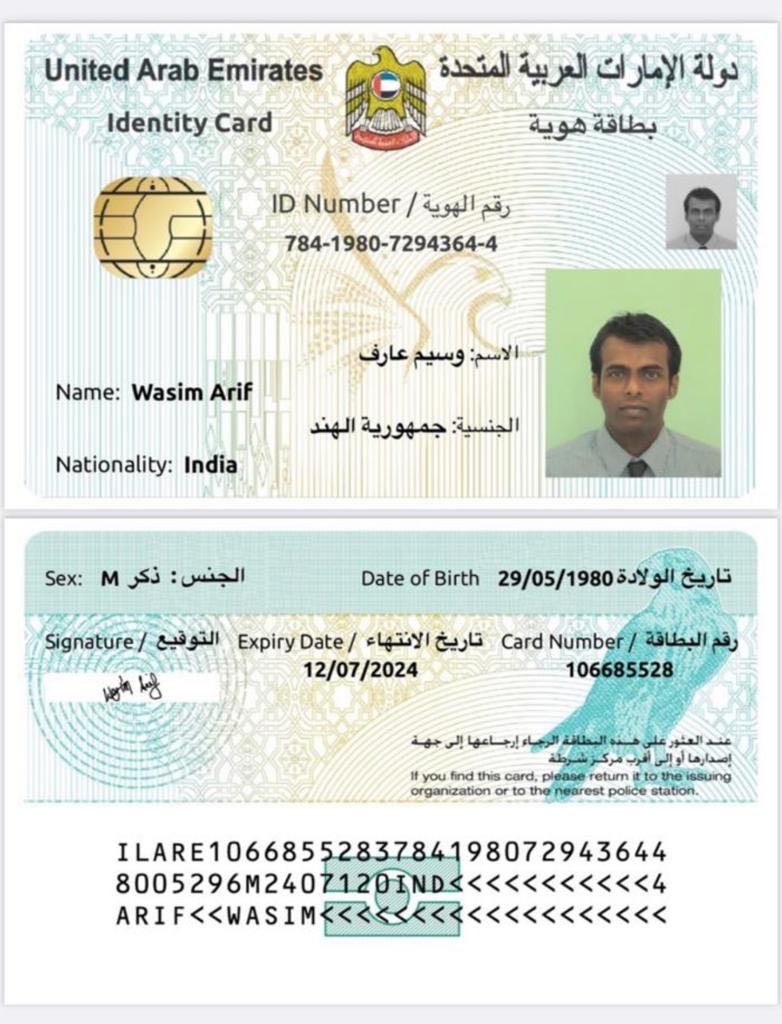 United Arab Emirates دولة الإمارات العربية المتحدة
Identity Card بطاقة هوية
ID Number / رقم الهوية
784-1980-7294364-4
الاسم: وسيم عارف
Name: Wasim Arif
الجنسية: جمهورية الهند
Nationality: India
Sex: M الجنس: ذكر Date of Birth 29/05/1980 تاريخ الولادة
Signature / التوقيع Expiry Date / تاريخ الانتهاء Card Number / رقم البطاقة
12/07/2024 106685528
عند العثور على هذه البطاقة الرجاء إرجاعها إلى جهة
إصدارها أو إلى أقرب مركز شرطة
If you find this card, please return it to the issuing
organization or to the nearest police station.
ILARE1066855283784198072943644
8005296M2407120IND<<<<<<<<<<<4
ARIF<<WASIM<<<<<<<<<<<<<<<<<<<